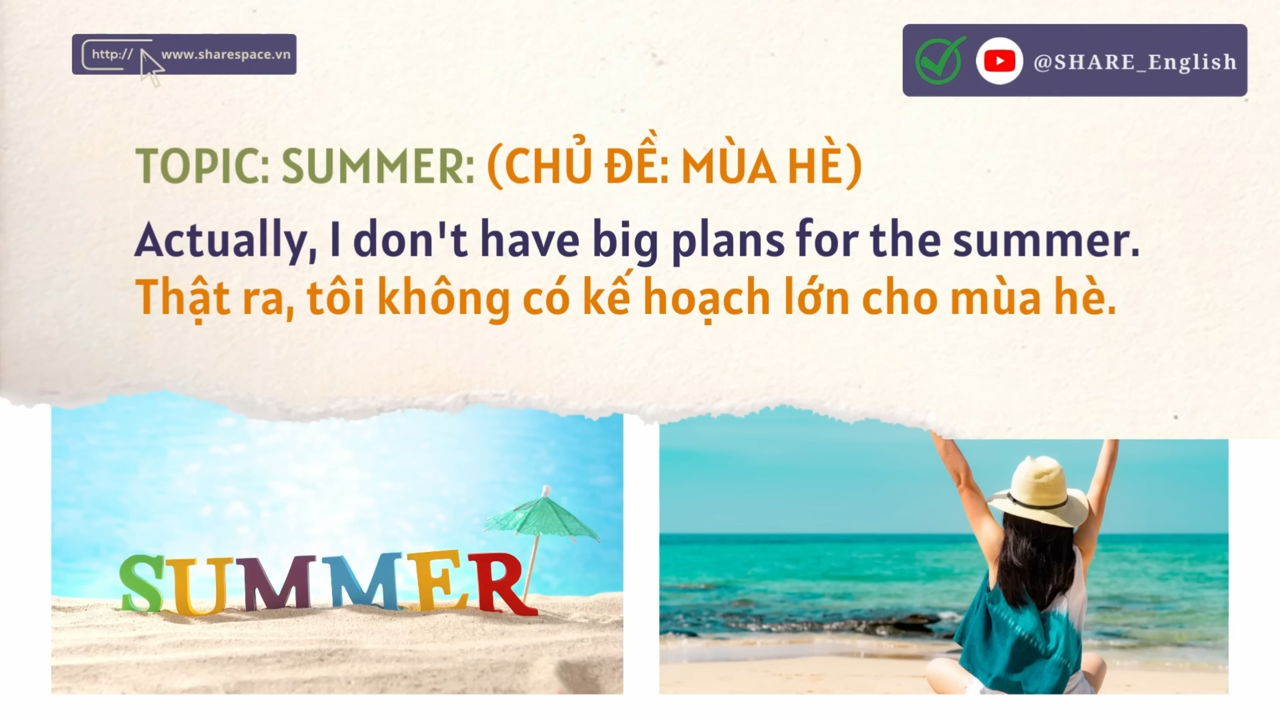 http:// www.sharespace.vn
@SHARE_English
TOPIC: SUMMER: (CHỦ ĐỀ: MÙA HÈ)
Actually, I don't have big plans for the summer.
Thật ra, tôi không có kế hoạch lớn cho mùa hè.
SUMMER